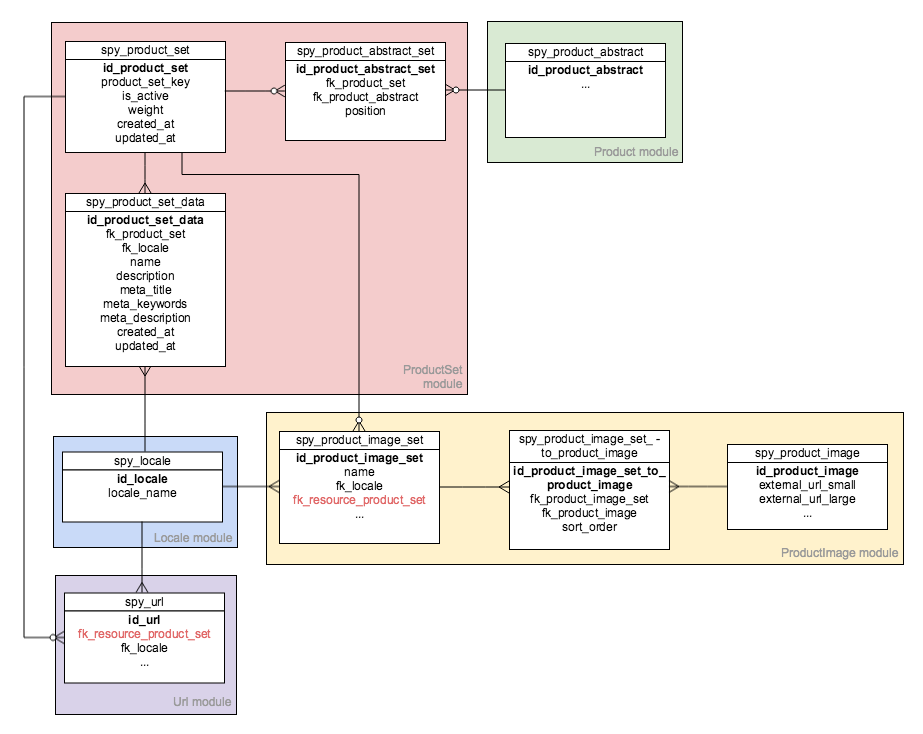 spy_product_set
id_product_set
product_set_key
is_active
weight
created_at
updated_at
spy_product_abstract_set
id_product_abstract_set
fk_product_set
fk_product_abstract
position
spy_product_abstract
id_product_abstract
...
Product module
spy_product_set_data
id_product_set_data
fk_product_set
fk_locale
name
description
meta_title
meta_keywords
meta_description
created_at
updated_at
ProductSet
module
spy_locale
id_locale
locale_name
Locale module
spy_product_image_set
id_product_image_set
name
fk_locale
fk_resource_product_set
...
spy_product_image_set_ -
to_product_image
id_product_image_set_to_
product_image
fk_product_image_set
fk_product_image
sort_order
spy_product_image
id_product_image
external_url_small
external_url_large
...
ProductImage module
spy_url
id_url
fk_resource_product_set
fk_locale
...
Url module